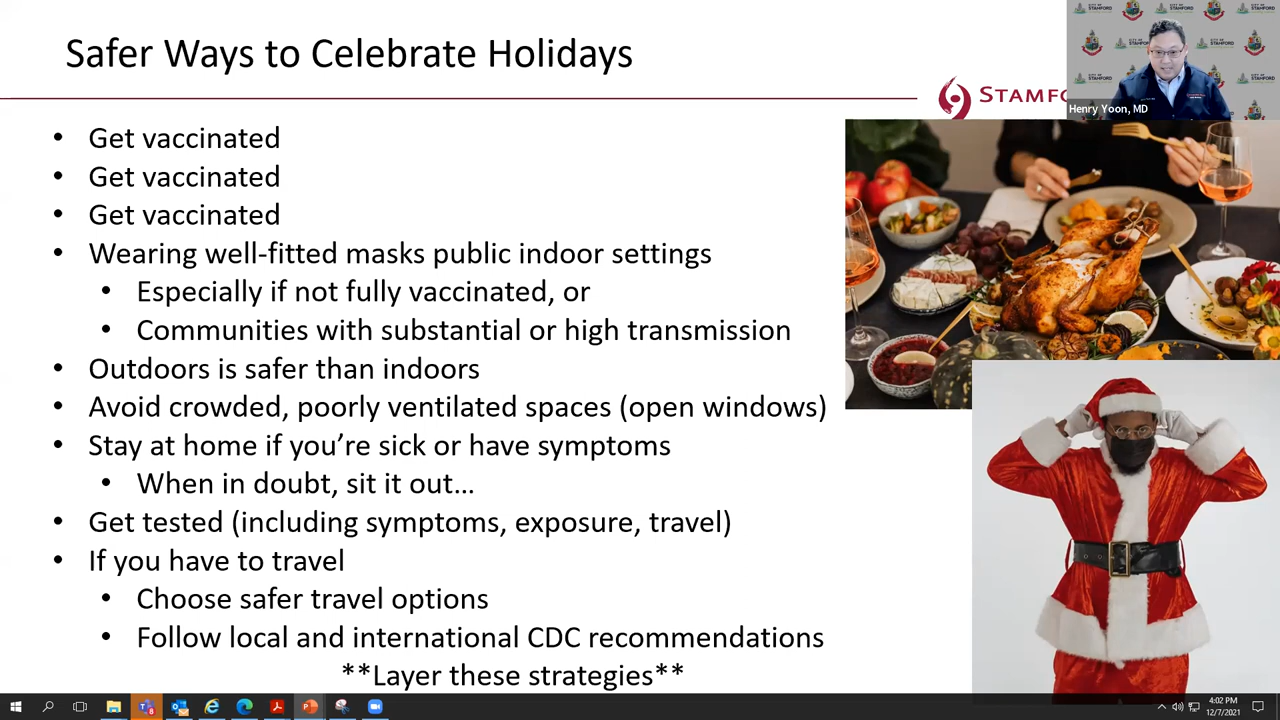 Safer Ways to Celebrate Holidays
STAMFO
CITY OF STAMFORD
Henry Yoon, MD
• Get vaccinated
• Get vaccinated
• Get vaccinated
• Wearing well-fitted masks public indoor settings
• Especially if not fully vaccinated, or
• Communities with substantial or high transmission
• Outdoors is safer than indoors
• Avoid crowded, poorly ventilated spaces (open windows)
• Stay at home if you’re sick or have symptoms
• When in doubt, sit it out…
• Get tested (including symptoms, exposure, travel)
• If you have to travel
• Choose safer travel options
• Follow local and international CDC recommendations
**Layer these strategies**
4:02 PM
12/7/2021